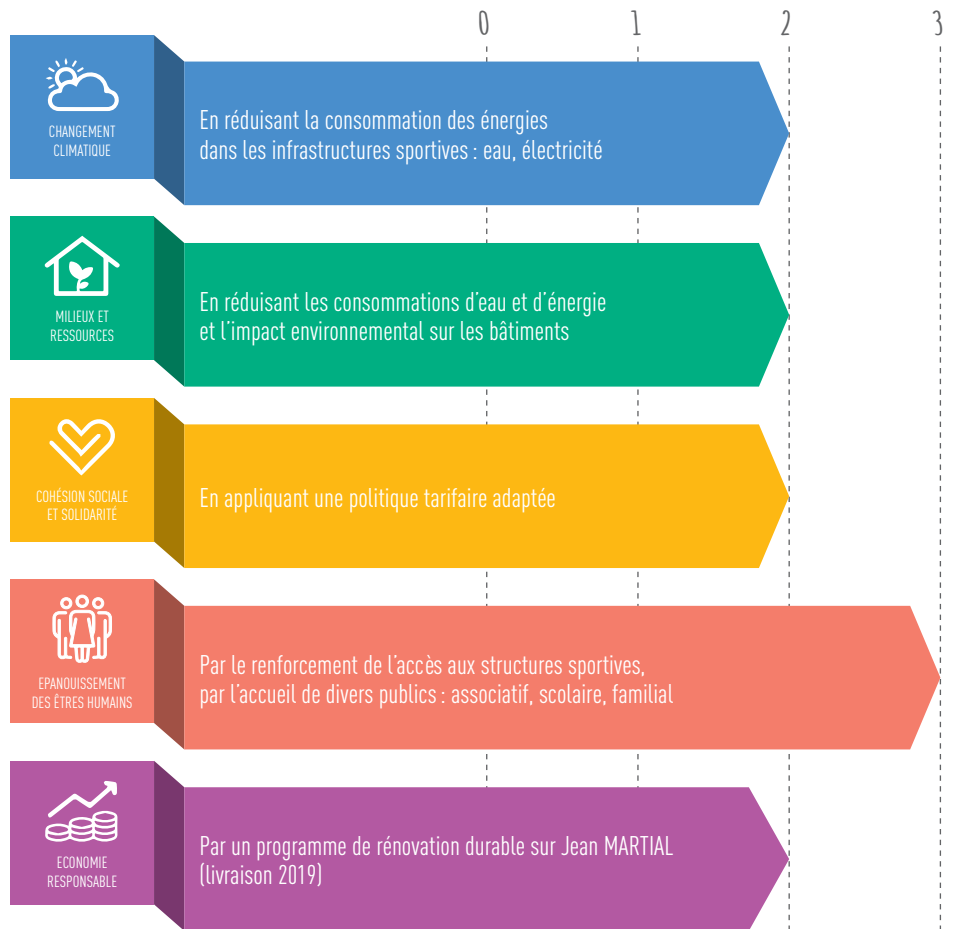 0 1 2 3
CHANGEMENT
CLIMATIQUE
En réduisant la consommation des énergies
dans les infrastructures sportives : eau, électricité
MILIEUX ET
RESSOURCES
En réduisant les consommations d'eau et d'énergie
et l'impact environnemental sur les bâtiments
COHÉSION SOCIALE
ET SOLIDARITÉ
En appliquant une politique tarifaire adaptée
EPANOUISSEMENT
DES ÊTRES HUMAINS
Par le renforcement de l'accès aux structures sportives,
par l'accueil de divers publics : associatif, scolaire, familial
ECONOMIE
RESPONSABLE
Par un programme de rénovation durable sur Jean MARTIAL
(livraison 2019)